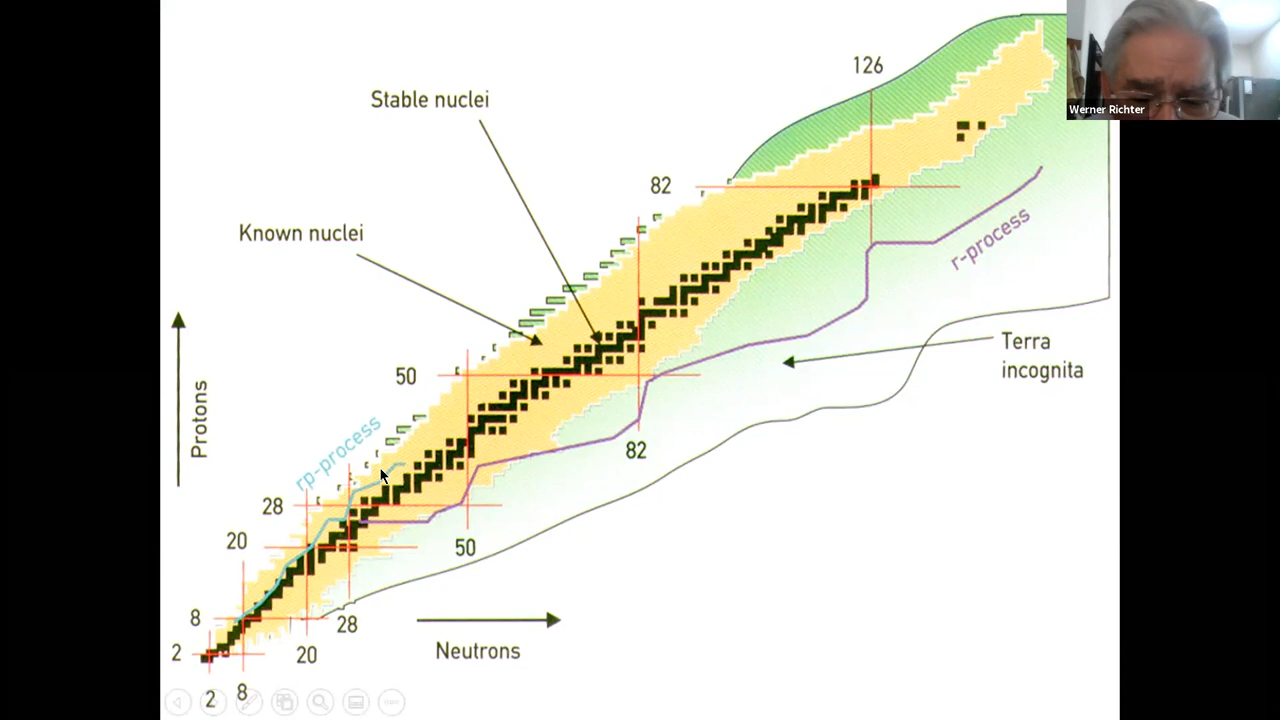 126
Stable nuclei
Werner Richter
82
Known nuclei
r-process
Terra
incognita
50
Protons
rp-process
82
28
50
20
8
28
Neutrons
2
20
8
2